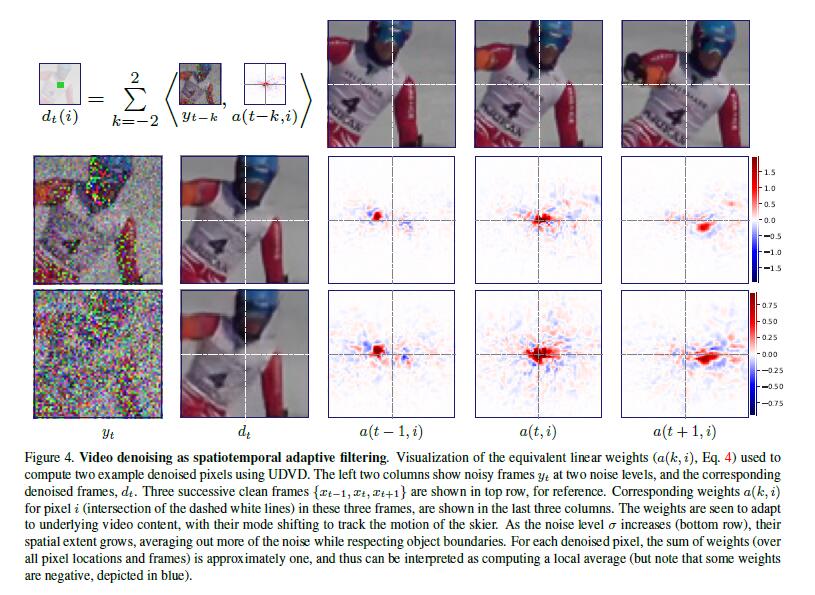 d_t(i) = ∑_{k=−2}^{2} ⟨ y_{t−k}, a(t−k,i) ⟩
4 4 4
1.5
1.0
0.5
0.0
−0.5
−1.0
−1.5
0.75
0.50
0.25
0.00
−0.25
−0.50
−0.75
y_t d_t a(t − 1, i) a(t, i) a(t + 1, i)
Figure 4. Video denoising as spatiotemporal adaptive filtering. Visualization of the equivalent linear weights (a(k, i), Eq. 4) used to
compute two example denoised pixels using UDVD. The left two columns show noisy frames y_t at two noise levels, and the corresponding
denoised frames, d_t. Three successive clean frames {x_{t−1}, x_t, x_{t+1}} are shown in top row, for reference. Corresponding weights a(k, i)
for pixel i (intersection of the dashed white lines) in these three frames, are shown in the last three columns. The weights are seen to adapt
to underlying video content, with their mode shifting to track the motion of the skier. As the noise level σ increases (bottom row), their
spatial extent grows, averaging out more of the noise while respecting object boundaries. For each denoised pixel, the sum of weights (over
all pixel locations and frames) is approximately one, and thus can be interpreted as computing a local average (but note that some weights
are negative, depicted in blue).